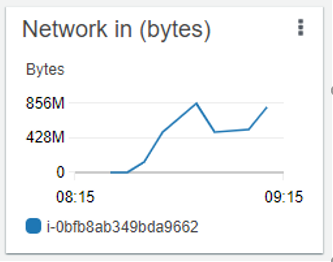 Network in (bytes)
Bytes
856M
428M
0
08:15 09:15
i-0bfb8ab349bda9662